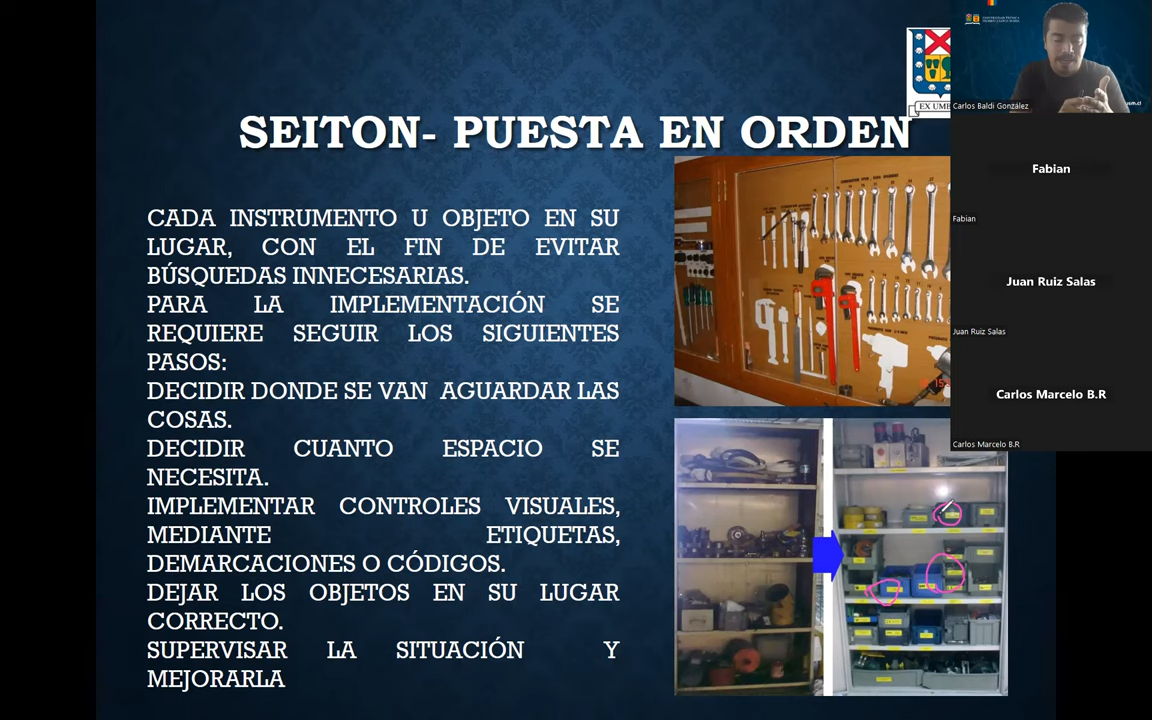 SEITON- PUESTA EN ORDEN
CADA INSTRUMENTO U OBJETO EN SU
LUGAR, CON EL FIN DE EVITAR
BÚSQUEDAS INNECESARIAS.
PARA LA IMPLEMENTACIÓN SE
REQUIERE SEGUIR LOS SIGUIENTES
PASOS:
DECIDIR DONDE SE VAN AGUARDAR LAS
COSAS.
DECIDIR CUANTO ESPACIO SE
NECESITA.
IMPLEMENTAR CONTROLES VISUALES,
MEDIANTE ETIQUETAS,
DEMARCACIONES O CÓDIGOS.
DEJAR LOS OBJETOS EN SU LUGAR
CORRECTO.
SUPERVISAR LA SITUACIÓN Y
MEJORARLA
EX UMB
Carlos Baldi González
usm.cl
Fabian
Fabian
Juan Ruiz Salas
Juan Ruiz Salas
Carlos Marcelo B.R
Carlos Marcelo B.R